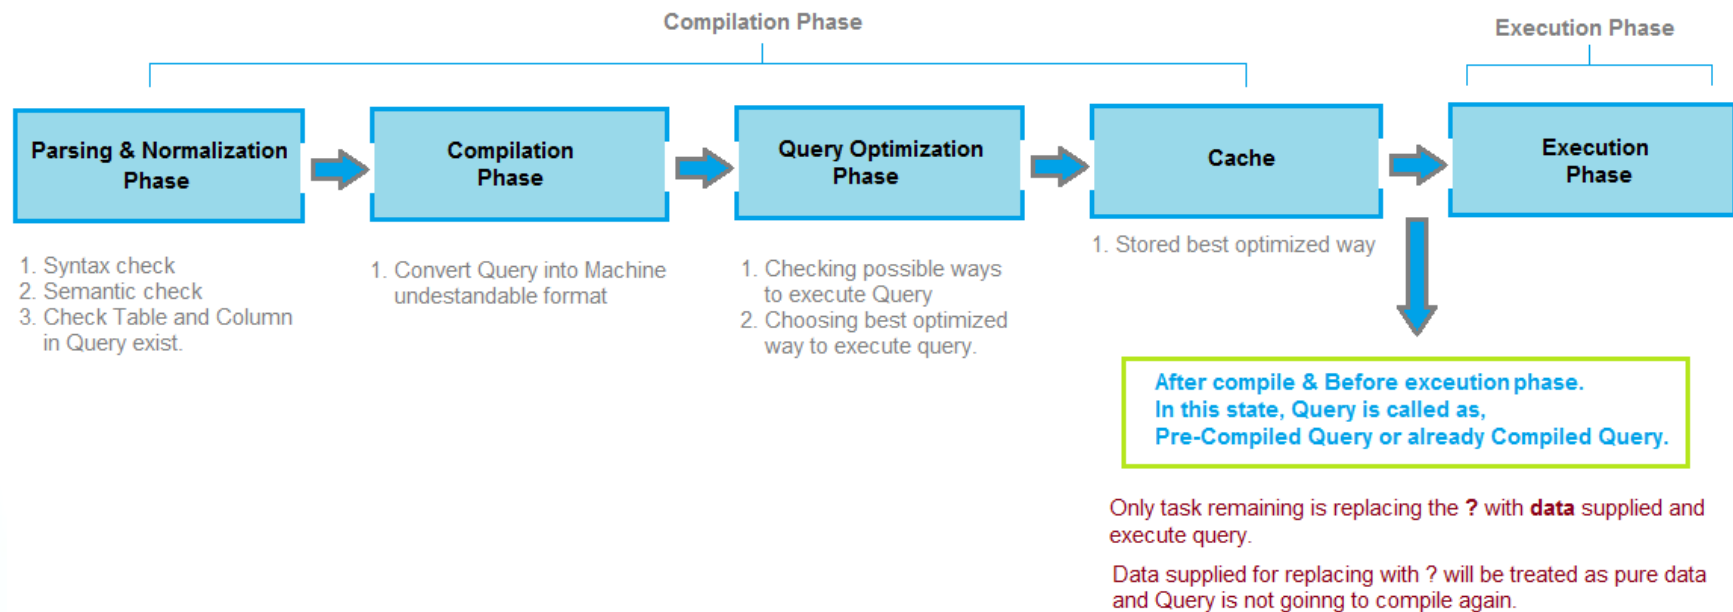 Compilation Phase
Execution Phase
Parsing & Normalization
Phase
Compilation
Phase
Query Optimization
Phase
Cache
Execution
Phase
1. Syntax check
2. Semantic check
3. Check Table and Column
in Query exist.
1. Convert Query into Machine
undestandable format
1. Checking possible ways
to execute Query
2. Choosing best optimized
way to execute query.
1. Stored best optimized way
After compile & Before exceution phase.
In this state, Query is called as,
Pre-Compiled Query or already Compiled Query.
Only task remaining is replacing the ? with data supplied and
execute query.
Data supplied for replacing with ? will be treated as pure data
and Query is not goinng to compile again.